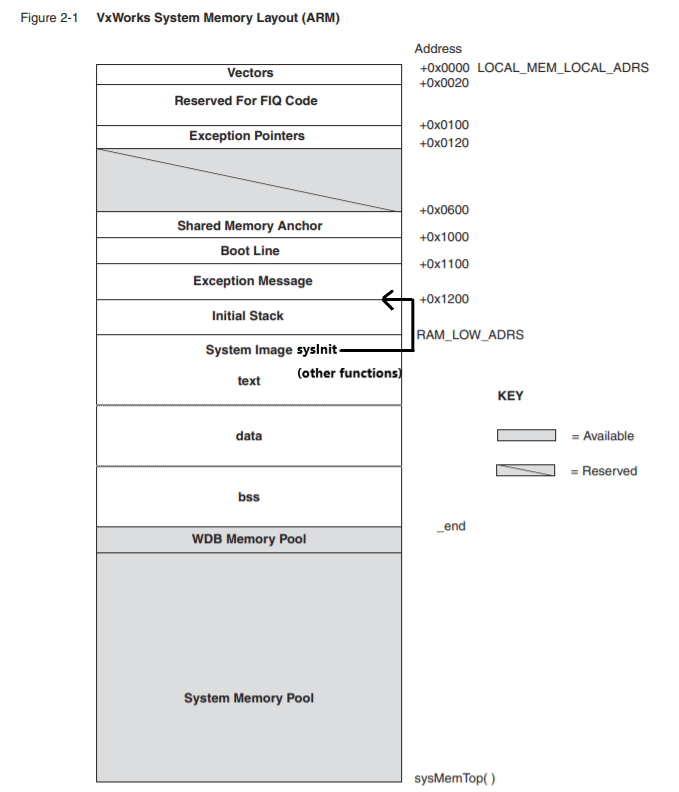 Figure 2-1 VxWorks System Memory Layout (ARM)
Address
Vectors +0x0000 LOCAL_MEM_LOCAL_ADRS
+0x0020
Reserved For FIQ Code
+0x0100
Exception Pointers
+0x0120
+0x0600
Shared Memory Anchor
+0x1000
Boot Line
+0x1100
Exception Message
+0x1200
Initial Stack
RAM_LOW_ADRS
System Image sysInit
(other functions)
text
KEY
data
= Available
= Reserved
bss
_end
WDB Memory Pool
System Memory Pool
sysMemTop( )